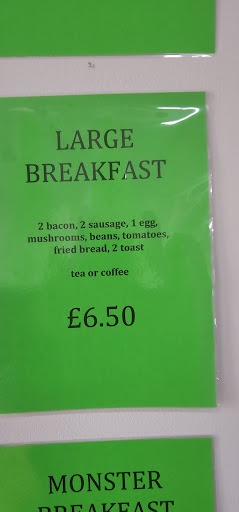 LARGE
BREAKFAST
2 bacon, 2 sausage, 1 egg,
mushrooms, beans, tomatoes,
fried bread, 2 toast
tea or coffee
£6.50
MONSTER
BREAKFAST